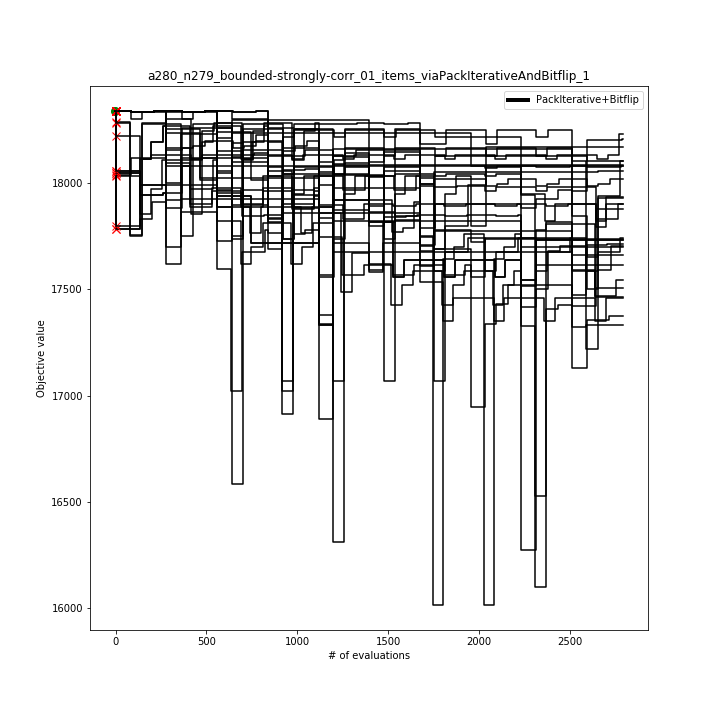 a280_n279_bounded-strongly-corr_01_items_viaPackIterativeAndBitflip_1
PackIterative+Bitflip
Objective value
18000
17500
17000
16500
16000
0 500 1000 1500 2000 2500
# of evaluations